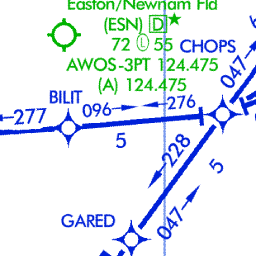 Easton/Newnam Fld
(ESN) D
72 L 55
CHOPS
AWOS-3PT 124.475
(A) 124.475
047
BILIT
096
276
277
5
228
5
GARED
047